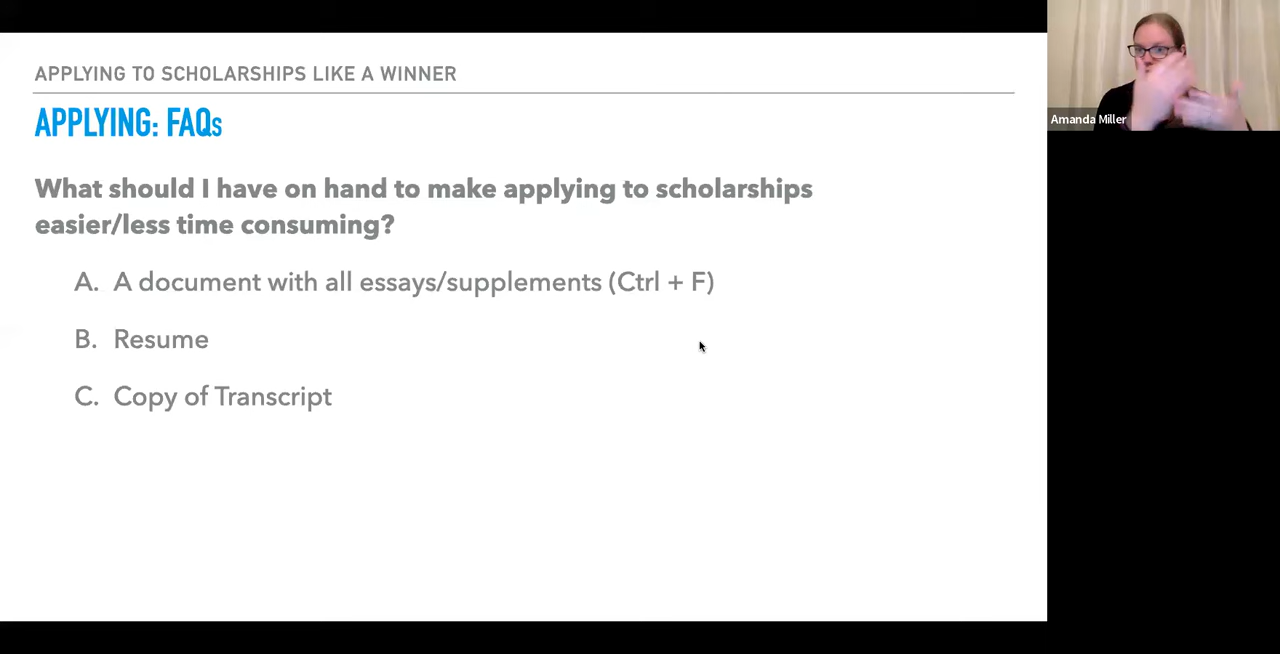 APPLYING TO SCHOLARSHIPS LIKE A WINNER
APPLYING: FAQs
What should I have on hand to make applying to scholarships
easier/less time consuming?
A. A document with all essays/supplements (Ctrl + F)
B. Resume
C. Copy of Transcript
Amanda Miller